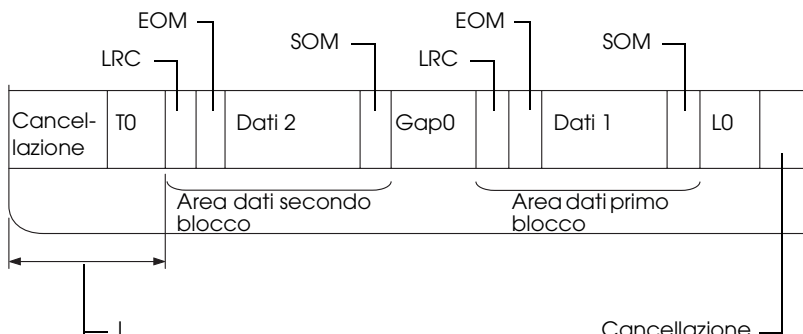 EOM
EOM
SOM
SOM
LRC
LRC
Cancel-
lazione
T0
Dati 2
Gap0
Dati 1
L0
Area dati secondo
blocco
Area dati primo
blocco
L
Cancellazione